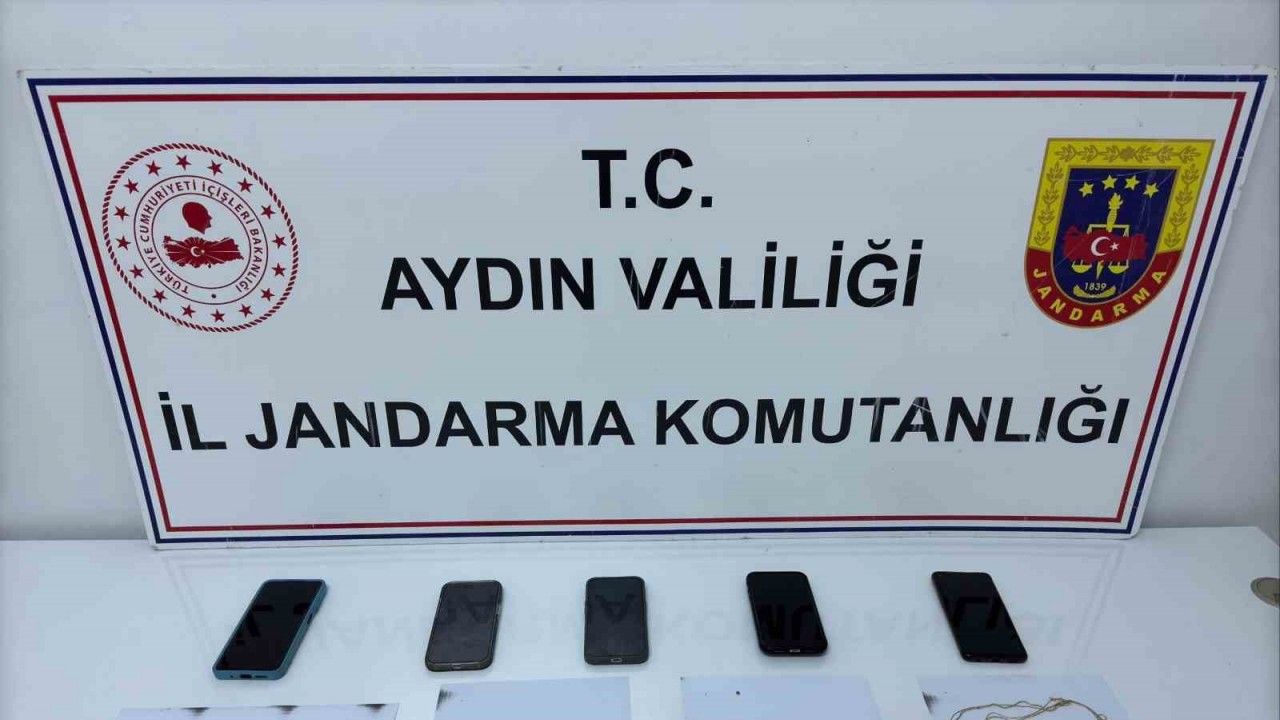 T.C.
AYDIN VALİLİĞİ
İL JANDARMA KOMUTANLIĞI
TÜRKİYE CUMHURİYETİ İÇİŞLERİ BAKANLIĞI
1839
JANDARMA